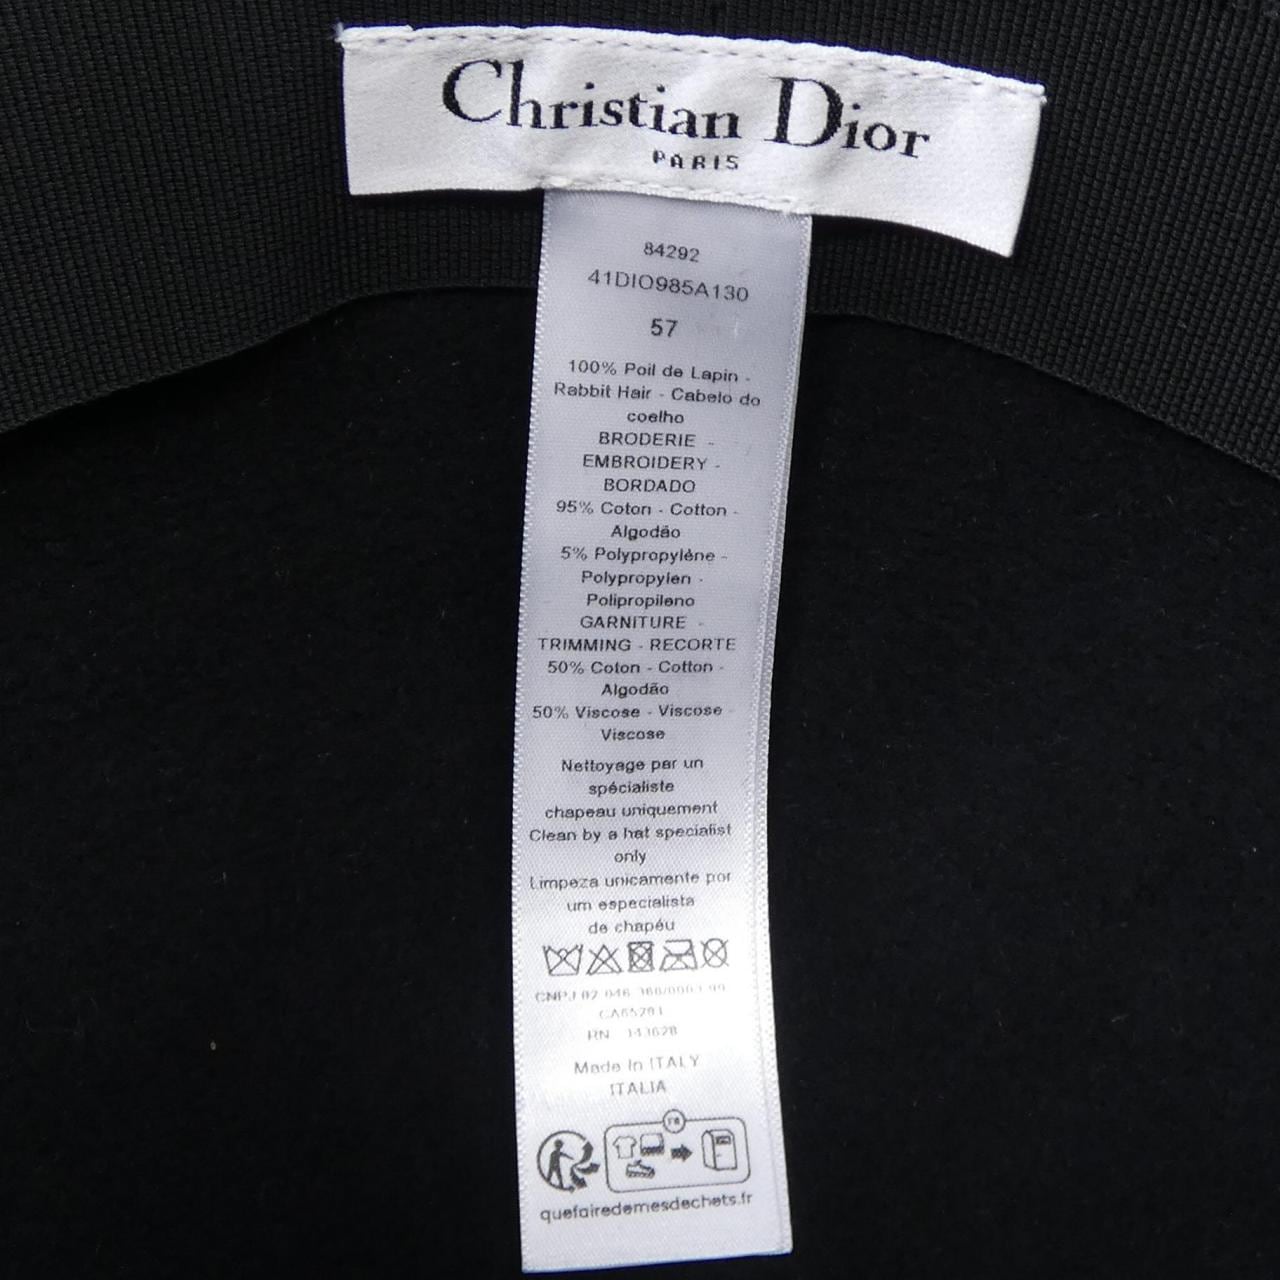 Christian Dior
PARIS
84292
41DIO985A130
57
100% Poil de Lapin -
Rabbit Hair - Cabelo do
coelho
BRODERIE -
EMBROIDERY -
BORDADO
95% Coton - Cotton -
Algodão
5% Polypropylène -
Polypropylen -
Polipropileno
GARNITURE -
TRIMMING - RECORTE
50% Coton - Cotton -
Algodão
50% Viscose - Viscose -
Viscose
Nettoyage par un
spécialiste
chapeau uniquement
Clean by a hat specialist
only
Limpeza unicamente por
um especialista
de chapéu
CNPJ
RN
Made in ITALY
ITALIA
FR
quefairedemesdechets.fr